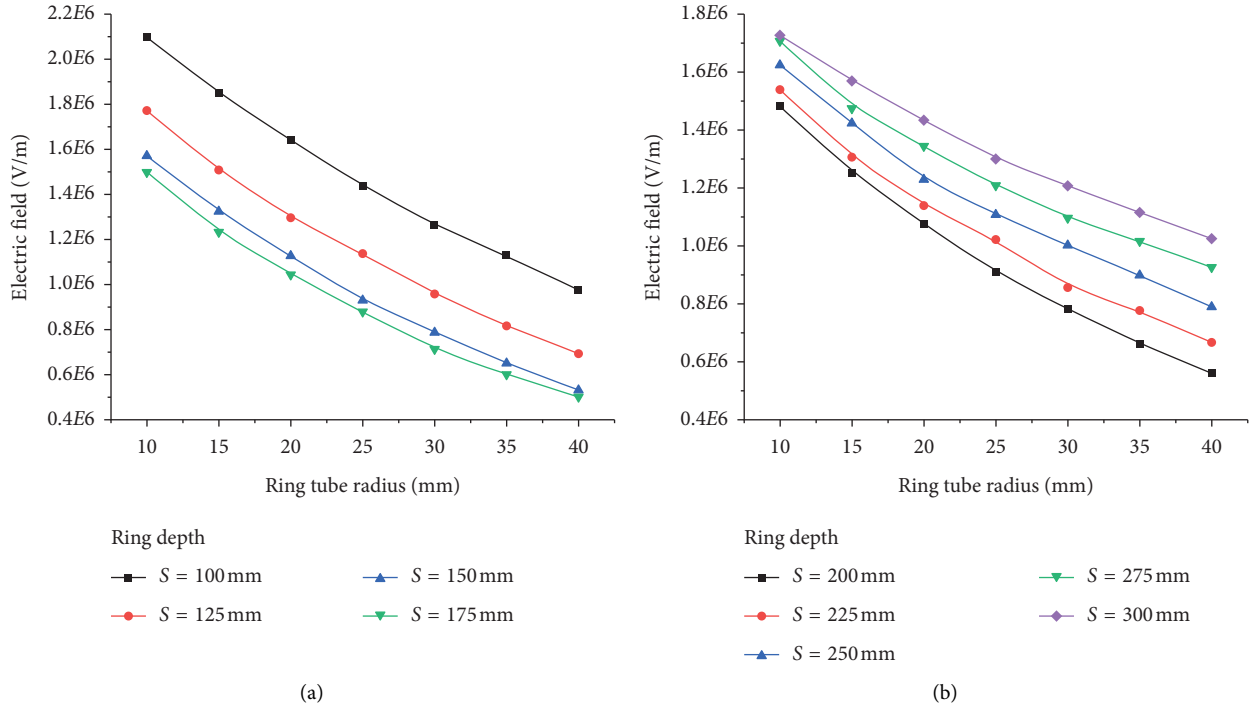 2.2E6
2.0E6
1.8E6
1.6E6
1.4E6
1.2E6
1.0E6
0.8E6
0.6E6
0.4E6
Electric field (V/m)
10 15 20 25 30 35 40
Ring tube radius (mm)
Ring depth
S = 100 mm
S = 125 mm
S = 150 mm
S = 175 mm
(a)
1.8E6
1.6E6
1.4E6
1.2E6
1.0E6
0.8E6
0.6E6
0.4E6
Electric field (V/m)
10 15 20 25 30 35 40
Ring tube radius (mm)
Ring depth
S = 200 mm
S = 225 mm
S = 250 mm
S = 275 mm
S = 300 mm
(b)